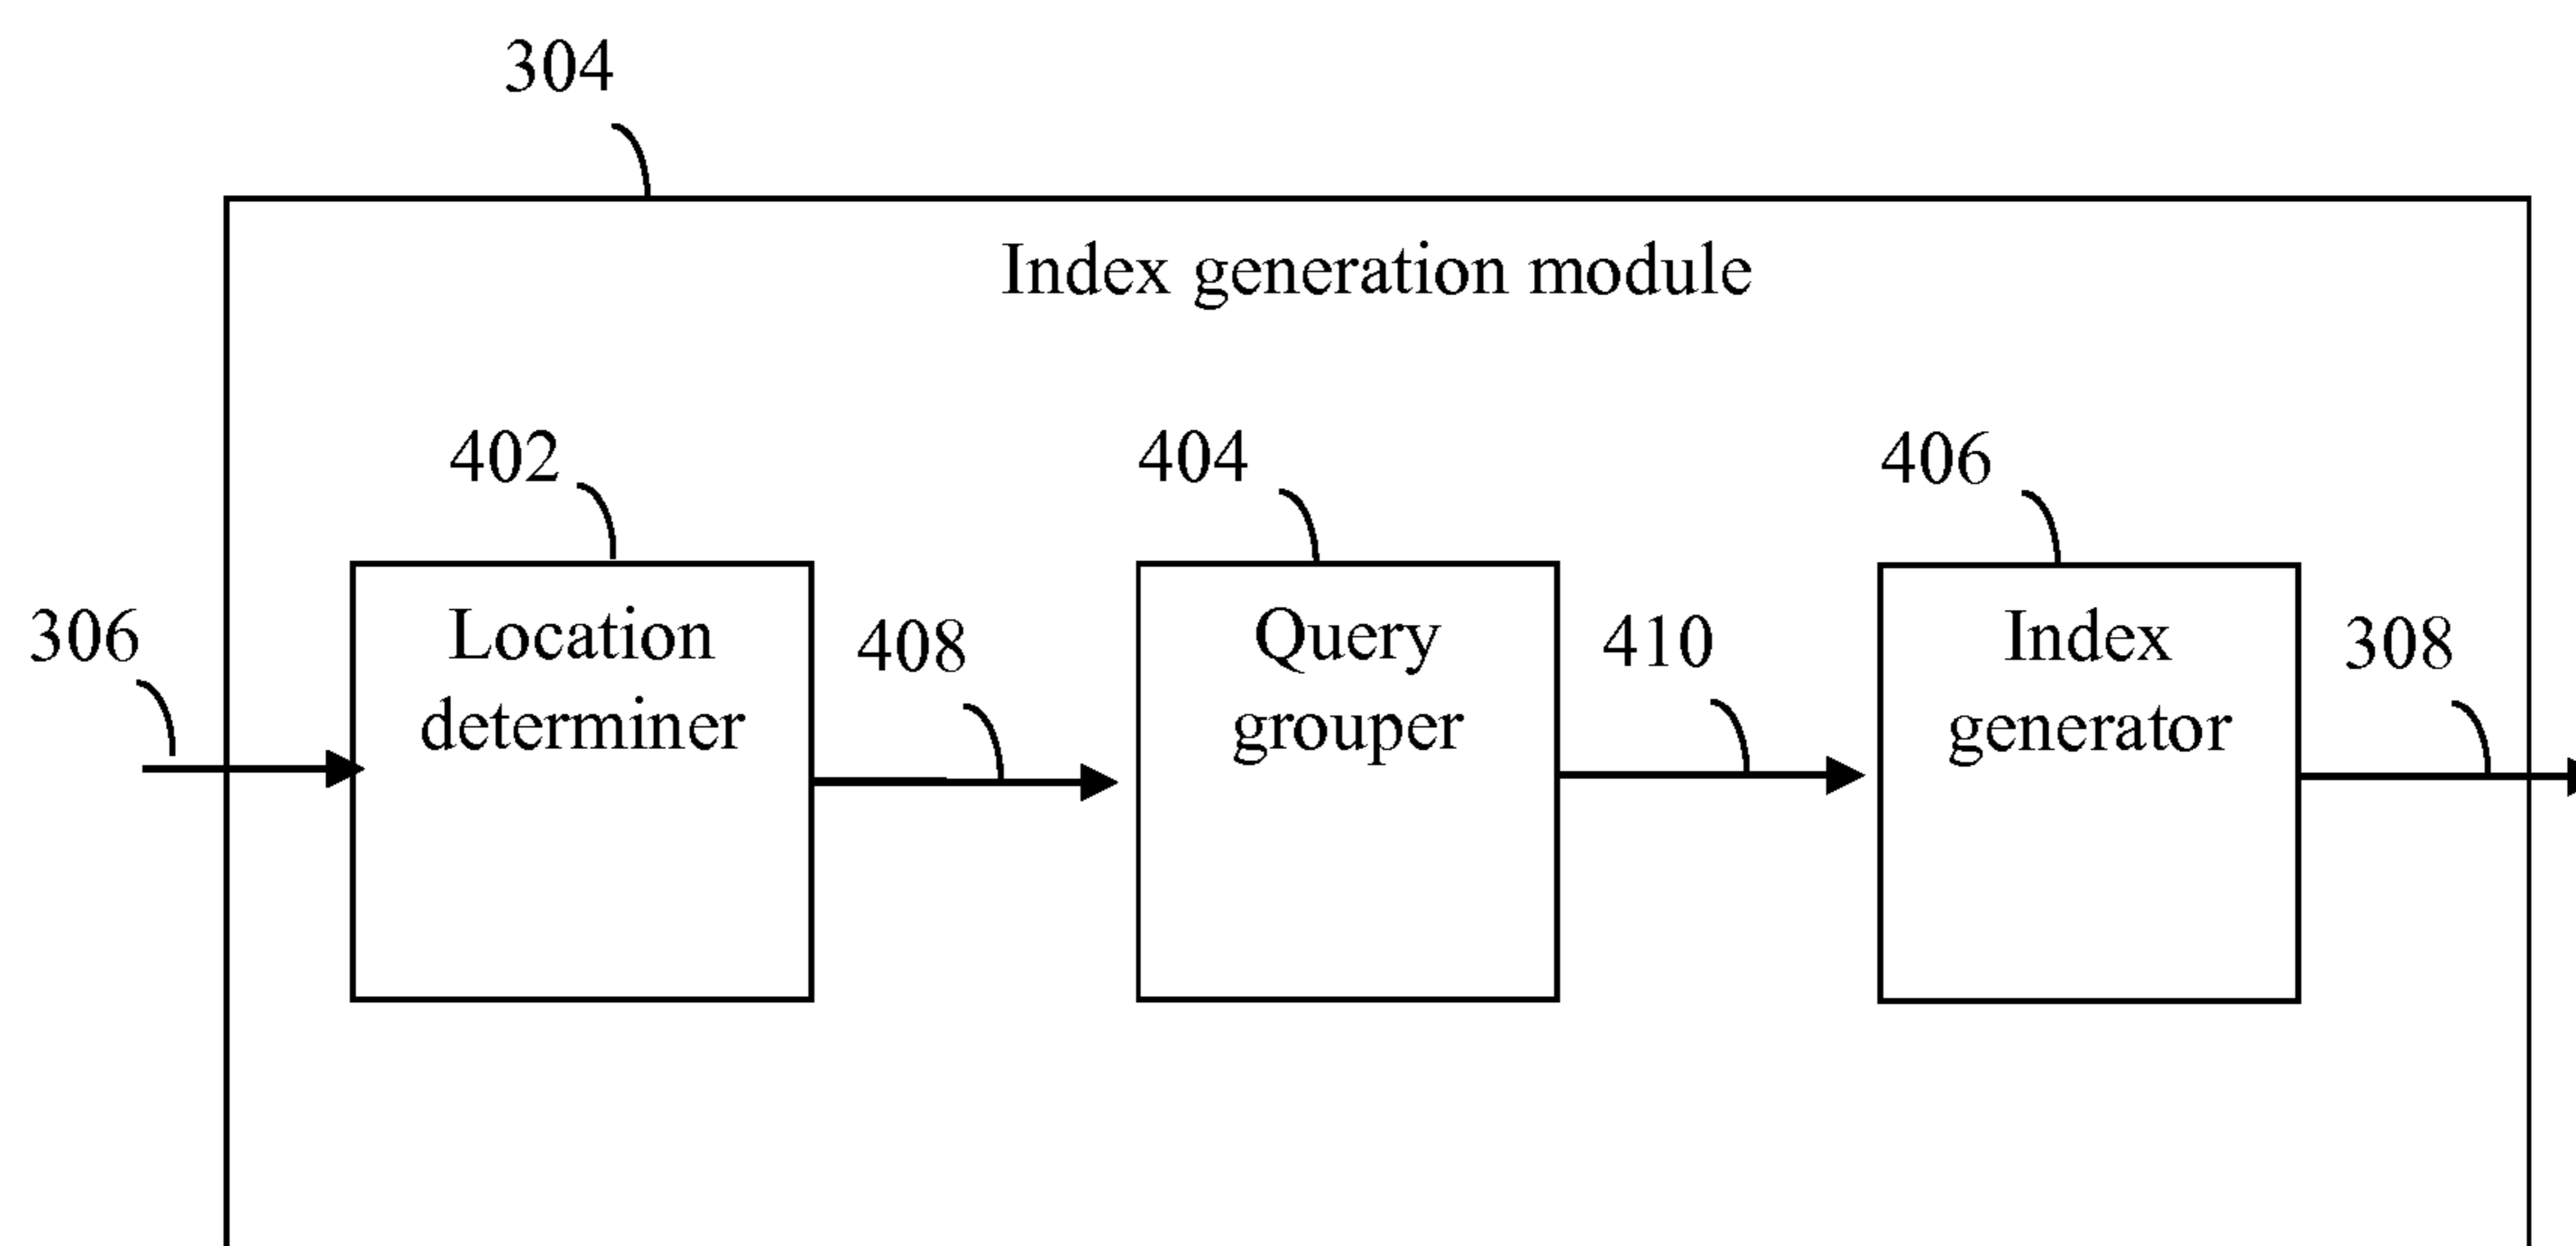 304
Index generation module
402
404
406
306
Location
determiner
408
Query
grouper
410
Index
generator
308